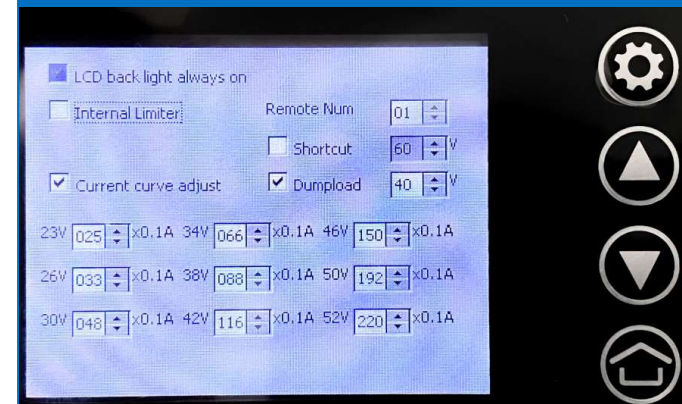 LCD back light always on
Internal Limiter Remote Num 01
Shortcut 60 V
Current curve adjust Dumpload 40 V
23V 025 x0.1A 34V 066 x0.1A 46V 150 x0.1A
26V 033 x0.1A 38V 088 x0.1A 50V 192 x0.1A
30V 048 x0.1A 42V 116 x0.1A 52V 220 x0.1A